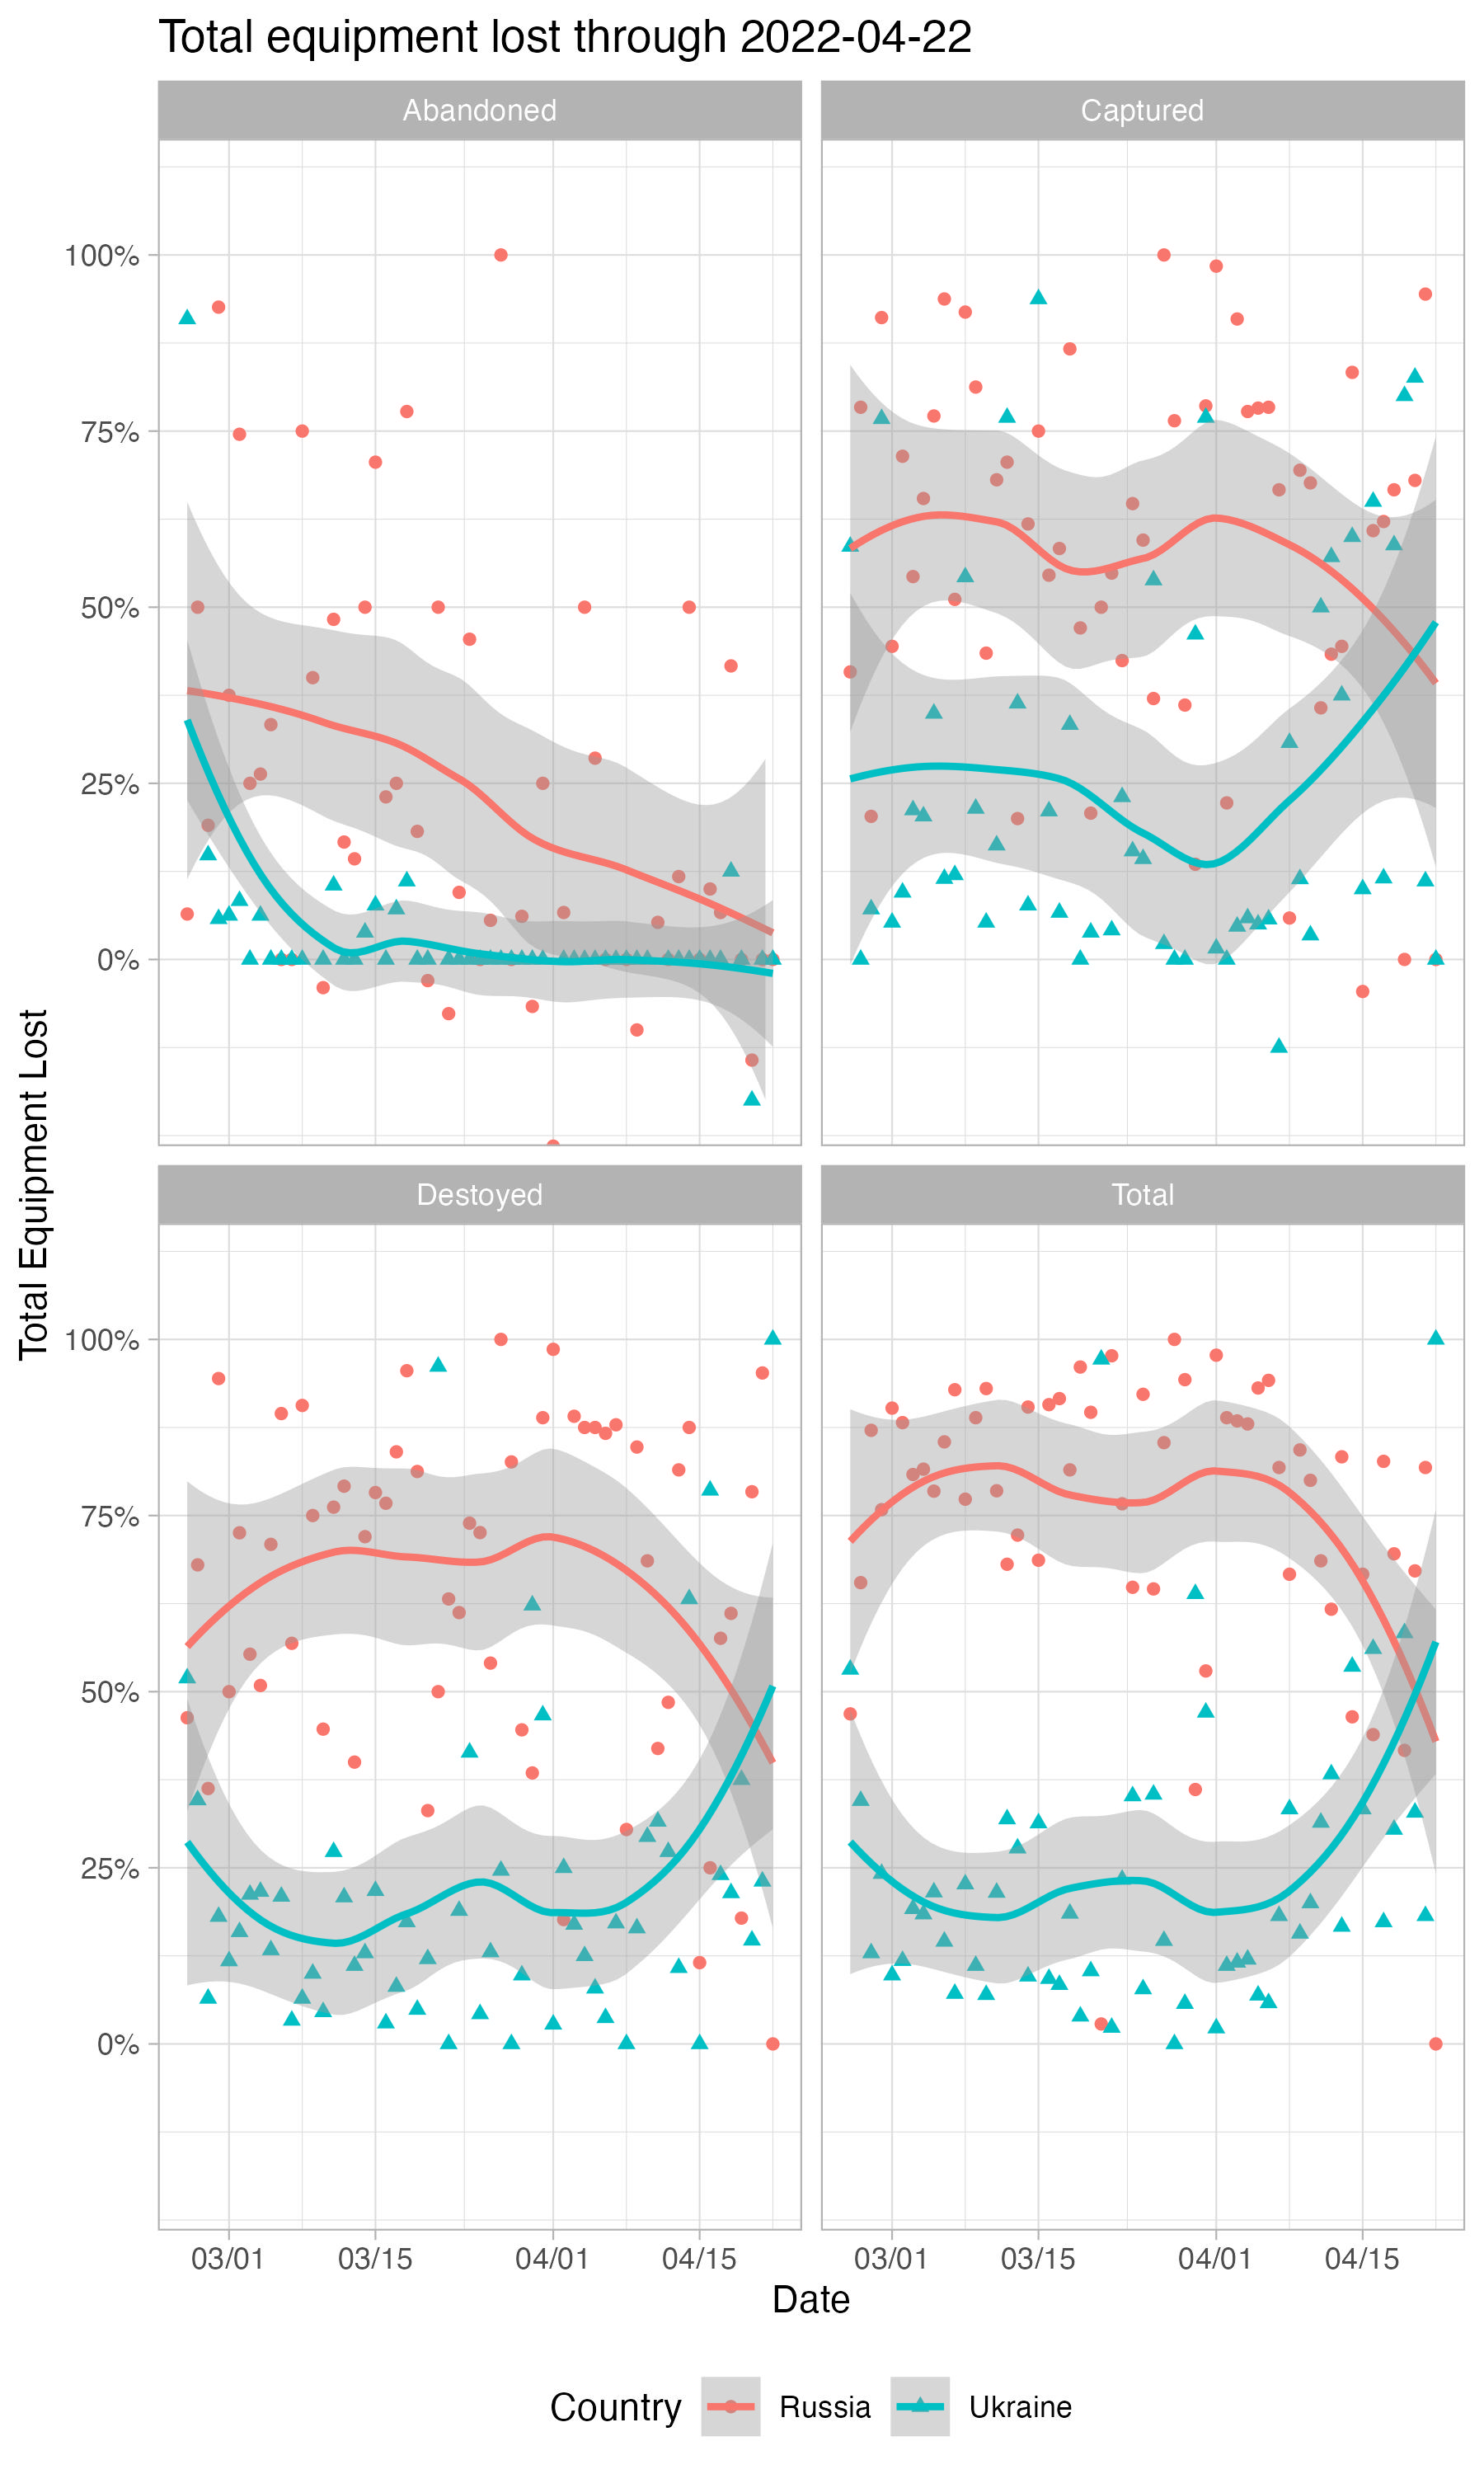 Total equipment lost through 2022-04-22
Abandoned
Captured
100%
75%
50%
25%
0%
Total Equipment Lost
Destoyed
Total
100%
75%
50%
25%
0%
03/01 03/15 04/01 04/15
03/01 03/15 04/01 04/15
Date
Country Russia Ukraine